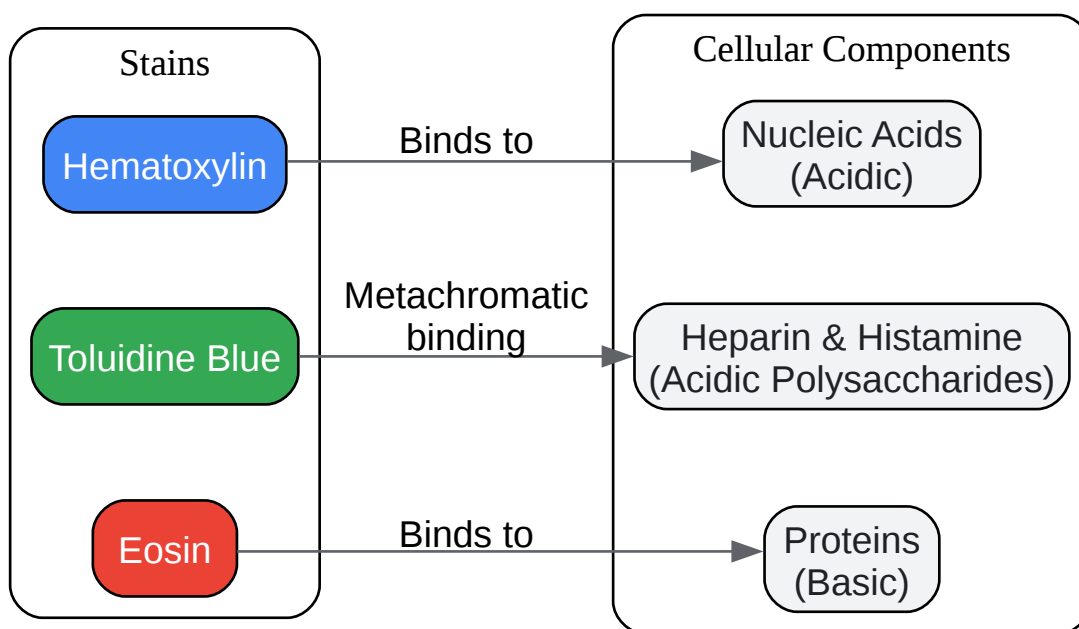 Stains
Cellular Components
Hematoxylin
Binds to
Nucleic Acids
(Acidic)
Toluidine Blue
Metachromatic
binding
Heparin & Histamine
(Acidic Polysaccharides)
Eosin
Binds to
Proteins
(Basic)